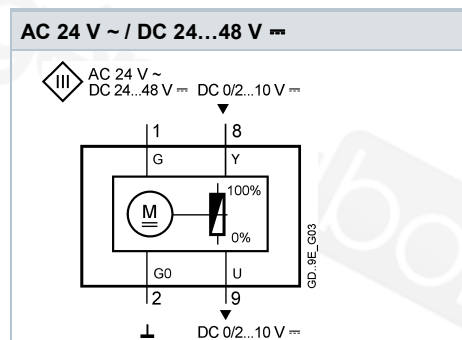 AC 24 V ~ / DC 24...48 V ⎓
III
AC 24 V ~
DC 24...48 V ⎓ DC 0/2...10 V ⎓
1 8
G Y
100%
M
0%
G0 U
2 9
DC 0/2...10 V ⎓
GD..9E_G03